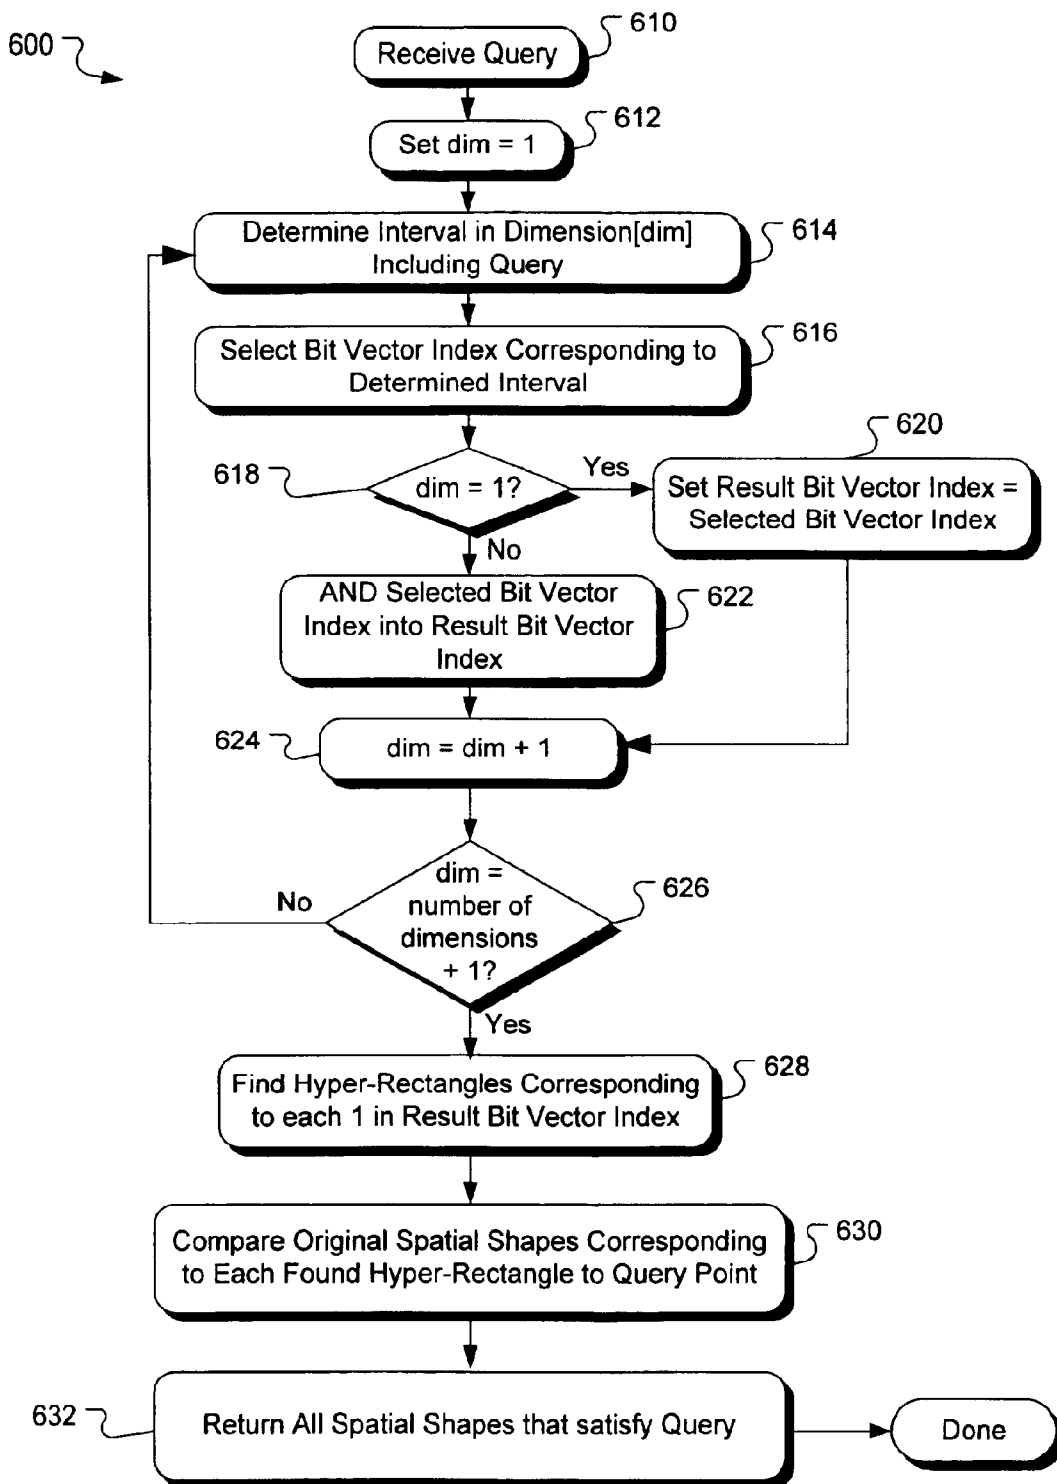 600
610
Receive Query
612
Set dim = 1
614
Determine Interval in Dimension[dim]
Including Query
616
Select Bit Vector Index Corresponding to
Determined Interval
618
dim = 1?
Yes
620
Set Result Bit Vector Index =
Selected Bit Vector Index
No
AND Selected Bit Vector
Index into Result Bit Vector
Index
622
624
dim = dim + 1
No
dim =
number of
dimensions
+ 1?
626
Yes
Find Hyper-Rectangles Corresponding
to each 1 in Result Bit Vector Index
628
Compare Original Spatial Shapes Corresponding
to Each Found Hyper-Rectangle to Query Point
630
632
Return All Spatial Shapes that satisfy Query
Done